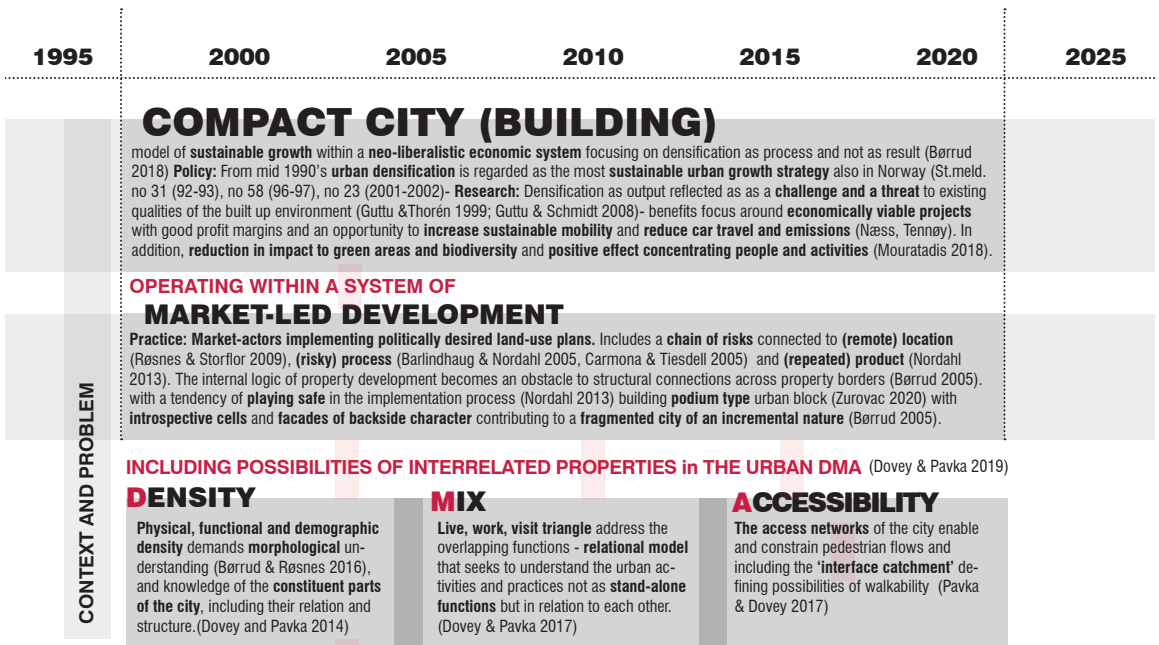 1995 2000 2005 2010 2015 2020 2025
COMPACT CITY (BUILDING)
model of sustainable growth within a neo-liberalistic economic system focusing on densification as process and not as result (Børrud
2018) Policy: From mid 1990's urban densification is regarded as the most sustainable urban growth strategy also in Norway (St.meld.
no 31 (92-93), no 58 (96-97), no 23 (2001-2002)- Research: Densification as output reflected as as a challenge and a threat to existing
qualities of the built up environment (Guttu &Thorén 1999; Guttu & Schmidt 2008)- benefits focus around economically viable projects
with good profit margins and an opportunity to increase sustainable mobility and reduce car travel and emissions (Næss, Tennøy). In
addition, reduction in impact to green areas and biodiversity and positive effect concentrating people and activities (Mouratadis 2018).
OPERATING WITHIN A SYSTEM OF
MARKET-LED DEVELOPMENT
Practice: Market-actors implementing politically desired land-use plans. Includes a chain of risks connected to (remote) location
(Røsnes & Storflor 2009), (risky) process (Barlindhaug & Nordahl 2005, Carmona & Tiesdell 2005) and (repeated) product (Nordahl
2013). The internal logic of property development becomes an obstacle to structural connections across property borders (Børrud 2005).
with a tendency of playing safe in the implementation process (Nordahl 2013) building podium type urban block (Zurovac 2020) with
introspective cells and facades of backside character contributing to a fragmented city of an incremental nature (Børrud 2005).
CONTEXT AND PROBLEM
INCLUDING POSSIBILITIES OF INTERRELATED PROPERTIES in THE URBAN DMA (Dovey & Pavka 2019)
DENSITY
Physical, functional and demographic
density demands morphological un-
derstanding (Børrud & Røsnes 2016),
and knowledge of the constituent parts
of the city, including their relation and
structure.(Dovey and Pavka 2014)
MIX
Live, work, visit triangle address the
overlapping functions - relational model
that seeks to understand the urban ac-
tivities and practices not as stand-alone
functions but in relation to each other.
(Dovey & Pavka 2017)
ACCESSIBILITY
The access networks of the city enable
and constrain pedestrian flows and
including the 'interface catchment' de-
fining possibilities of walkability (Pavka
& Dovey 2017)